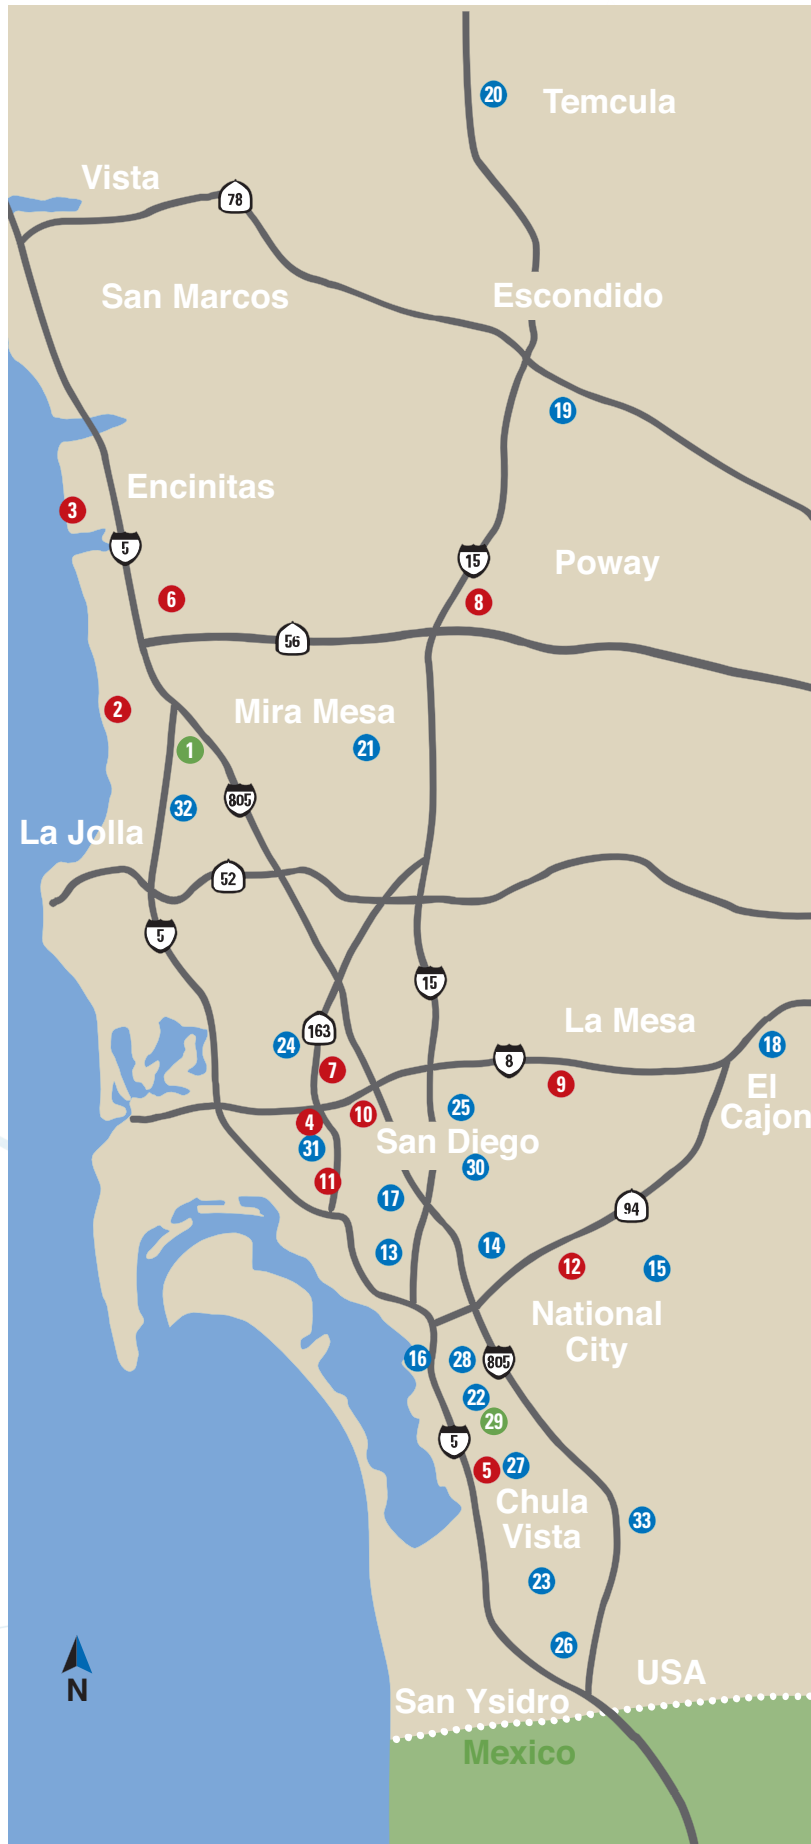 20
Temcula
Vista
78
San Marcos
Escondido
19
Encinitas
3
5
15
Poway
6
8
56
2
Mira Mesa
1
21
805
32
La Jolla
52
5
15
La Mesa
163
24
18
8
7
9
El
Cajon
25
10
4
San Diego
31
30
11
17
94
14
13
12
15
National
City
16
28
805
22
29
5
27
5
Chula
Vista
33
23
26
N
USA
San Ysidro
Mexico